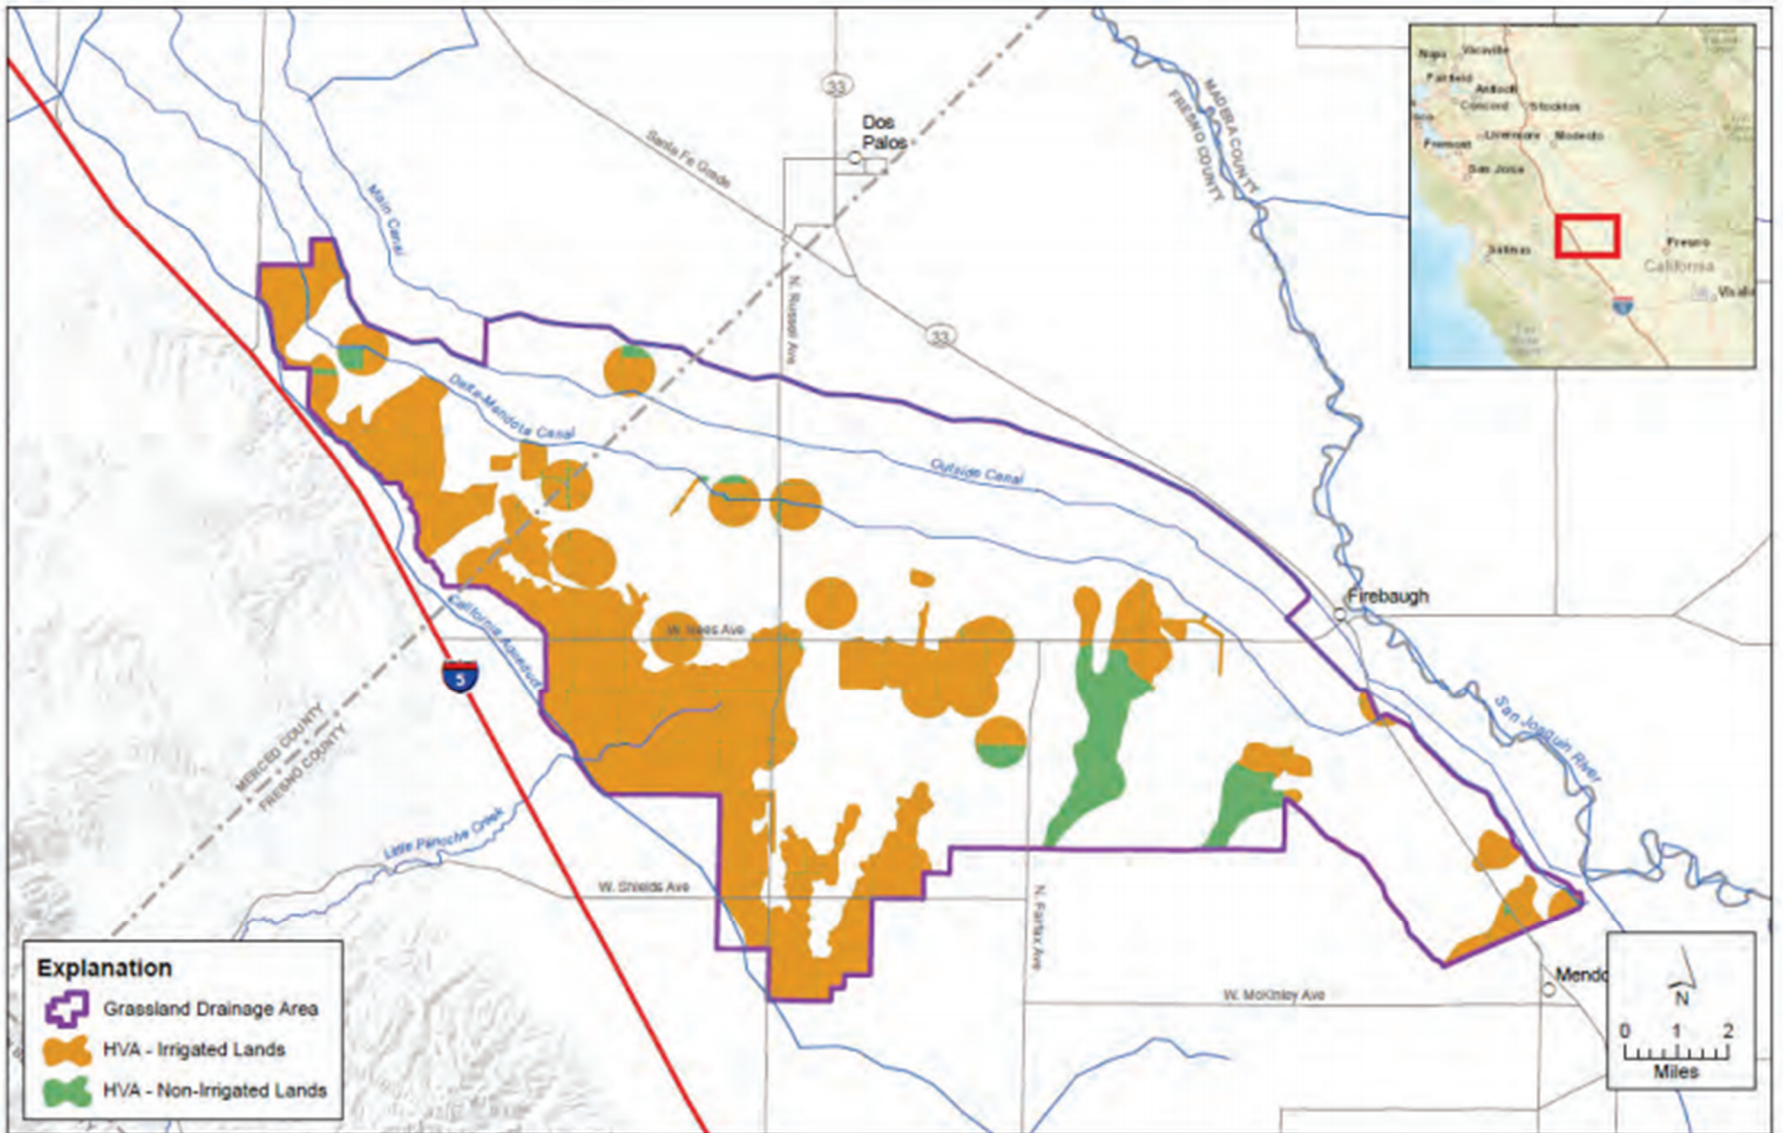 33
Dos
Palos
Santa Fe Grade
MADERA COUNTY
FRESNO COUNTY
Main Canal
N. Russell Ave
33
Delta-Mendota Canal
Outside Canal
Firebaugh
W. Nees Ave
California Aqueduct
5
San Joaquin River
MERCED COUNTY
FRESNO COUNTY
Little Panoche Creek
W. Shields Ave
N. Fairfax Ave
W. McKinley Ave
Mendo
Napa
Vacaville
Fairfield
Antioch
Concord
Stockton
Livermore
Modesto
Fremont
San Jose
Salinas
Fresno
California
Visalia
Explanation
Grassland Drainage Area
HVA - Irrigated Lands
HVA - Non-Irrigated Lands
N
0 1 2
Miles